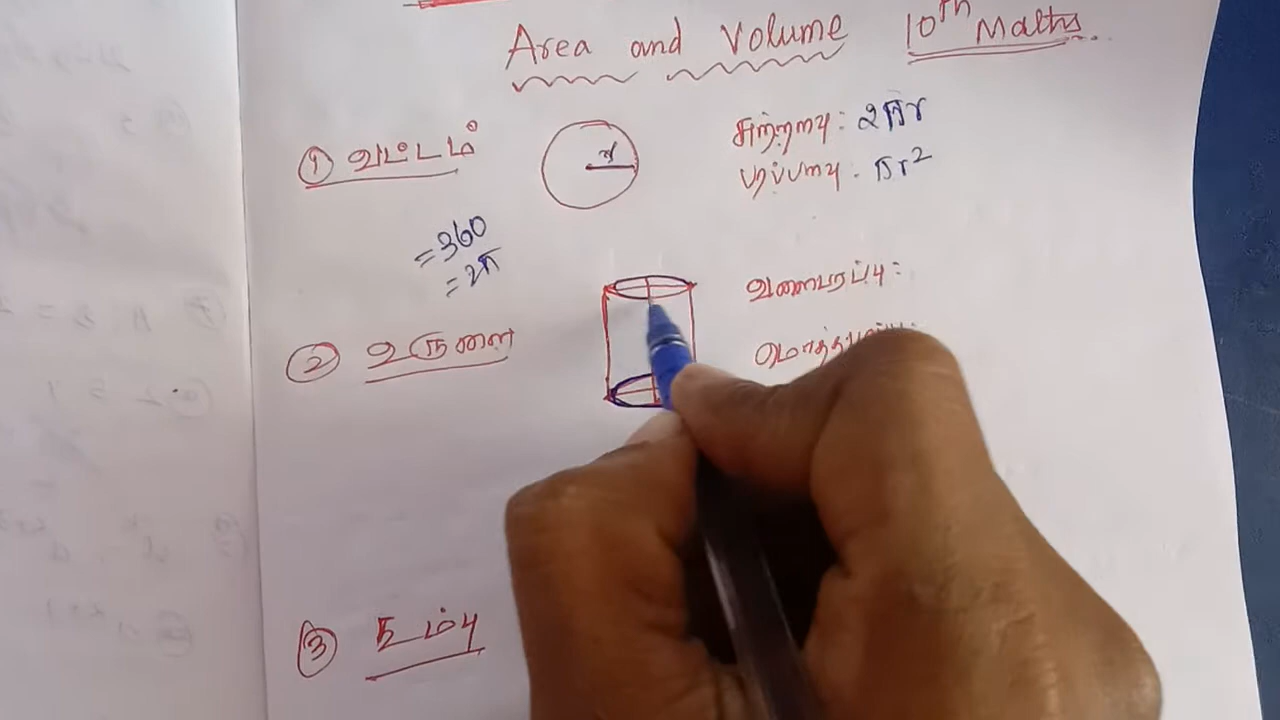 Area and Volume 10th Maths
① வட்டம்
r
சுற்றளவு : 2πr
பரப்பளவு . πr²
= 360
= 2π
வளைபரப்பு :
② உருளை
③ கூம்பு